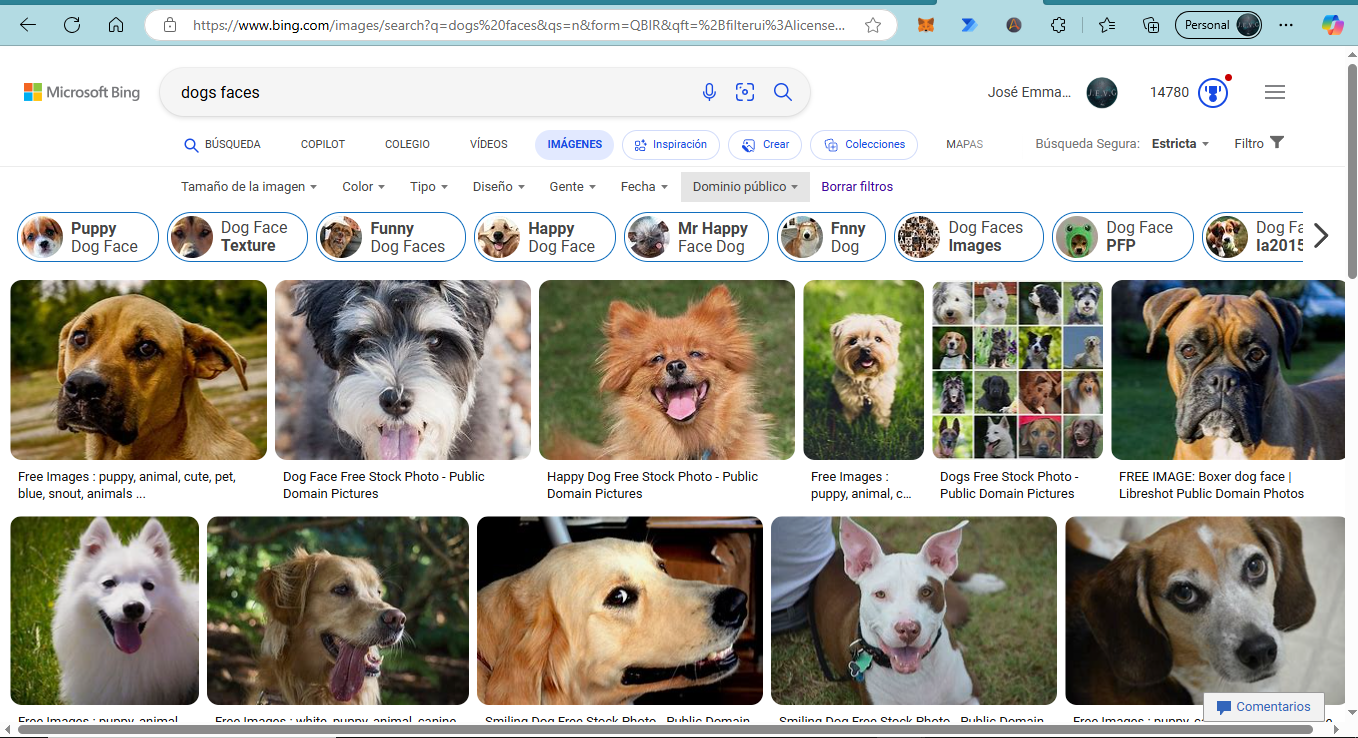 https://www.bing.com/images/search?q=dogs%20faces&qs=n&form=QBIR&qft=%2Bfilterui%3Alicense...
Personal
Microsoft Bing
dogs faces
José Emma...
14780
BÚSQUEDA
COPILOT
COLEGIO
VÍDEOS
IMÁGENES
Inspiración
Crear
Colecciones
MAPAS
Búsqueda Segura: Estricta
Filtro
Tamaño de la imagen
Color
Tipo
Diseño
Gente
Fecha
Dominio público
Borrar filtros
Puppy
Dog Face
Dog Face
Texture
Funny
Dog Faces
Happy
Dog Face
Mr Happy
Face Dog
Fnny
Dog
Dog Faces
Images
Dog Face
PFP
Dog Fa
la2015
Free Images : puppy, animal, cute, pet,
blue, snout, animals ...
Dog Face Free Stock Photo - Public
Domain Pictures
Happy Dog Free Stock Photo - Public
Domain Pictures
Free Images :
puppy, animal, c...
Dogs Free Stock Photo -
Public Domain Pictures
FREE IMAGE: Boxer dog face |
Libreshot Public Domain Photos
Free Images : puppy, animal
Free Images : white, puppy, animal, canine
Smiling Dog Free Stock Photo - Public Domain
Smiling Dog Free Stock Photo - Public Domain
Free Images : puppy, ca
Comentarios